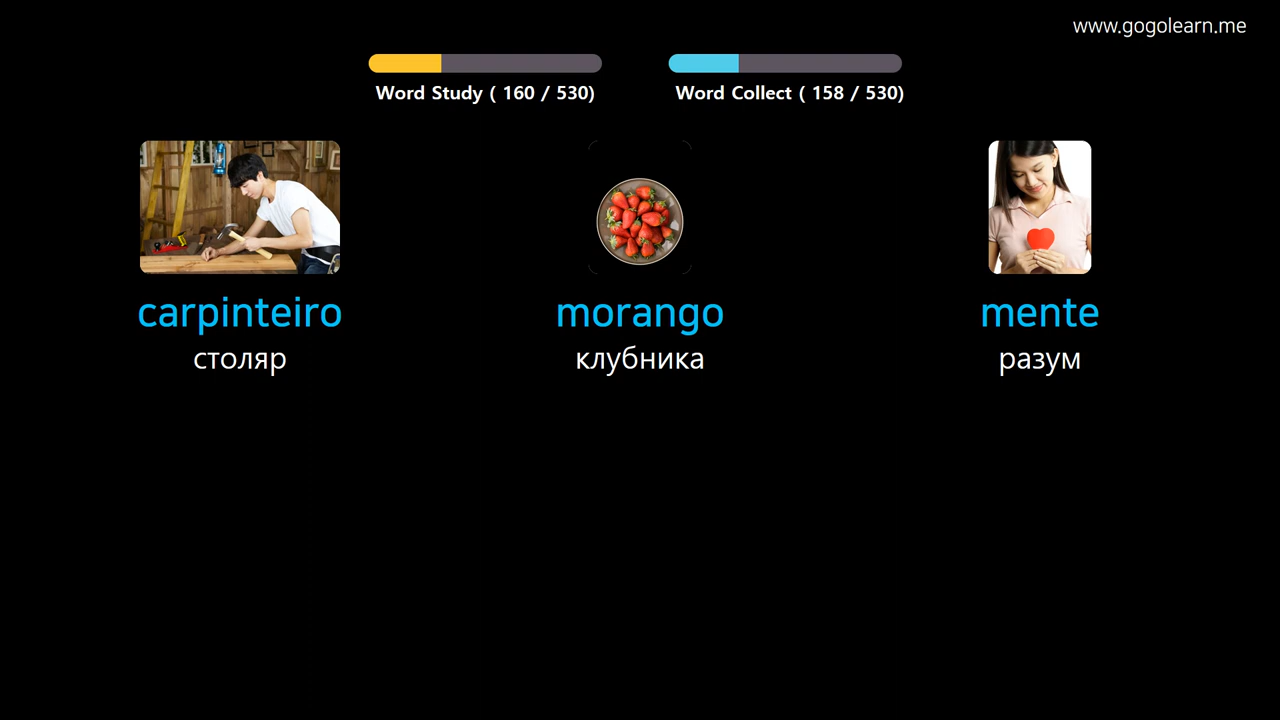 www.gogolearn.me
Word Study ( 160 / 530)
Word Collect ( 158 / 530)
carpinteiro
столяр
morango
клубника
mente
разум